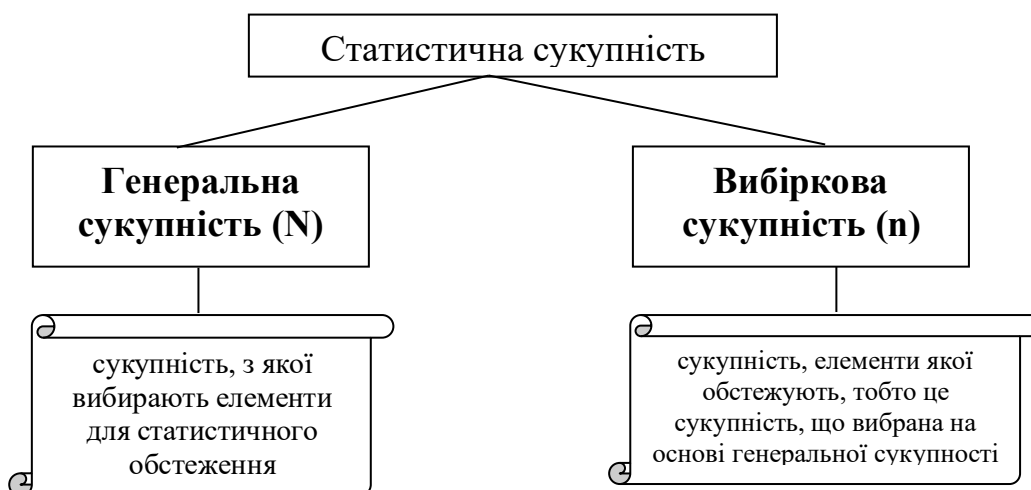 Статистична сукупність
Генеральна
сукупність (N)
Вибіркова
сукупність (n)
сукупність, з якої
вибирають елементи
для статистичного
обстеження
сукупність, елементи якої
обстежують, тобто це
сукупність, що вибрана на
основі генеральної сукупності